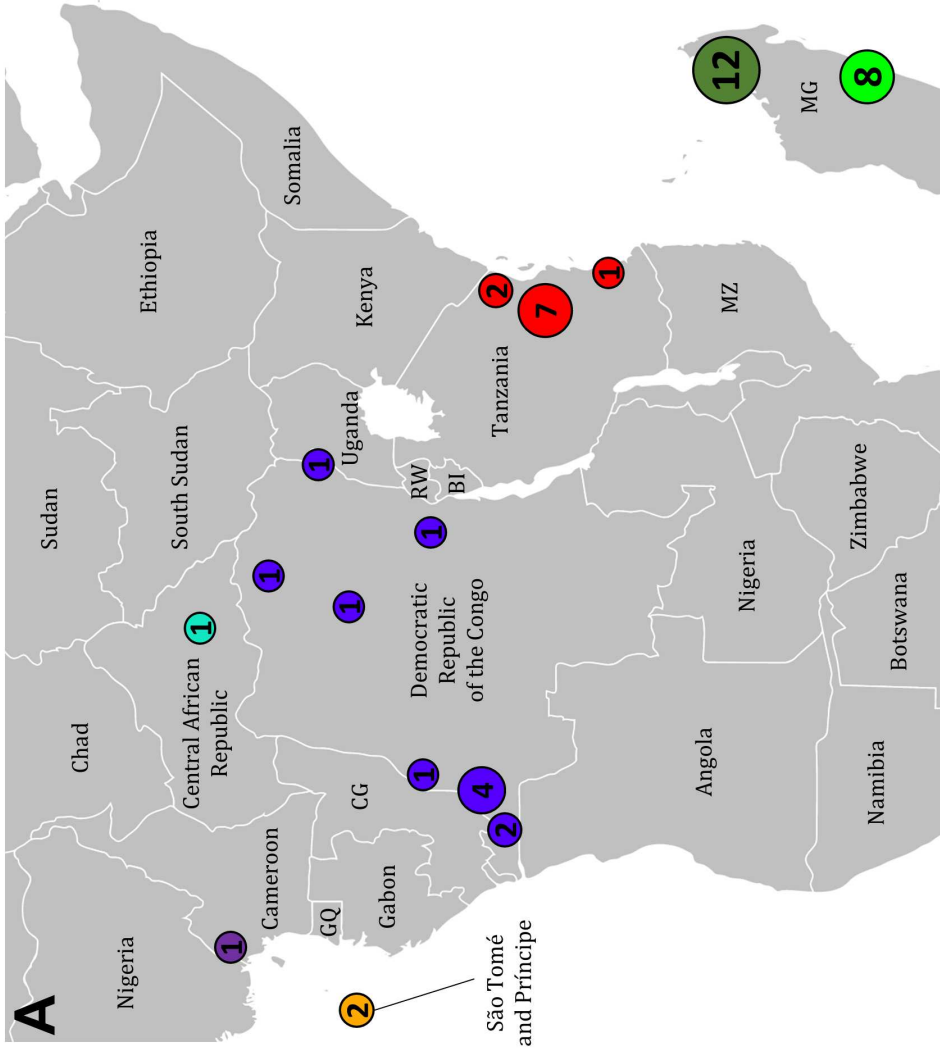 A
Nigeria
Chad
Sudan
Ethiopia
Somalia
South Sudan
Central African
Republic
Cameroon
GQ
Gabon
CG
São Tomé
and Príncipe
Democratic
Republic
of the Congo
Uganda
Kenya
RW
BI
Tanzania
Angola
Nigeria
MZ
Zimbabwe
Botswana
Namibia
MG
1
2
1
1
1
1
1
1
4
2
2
7
1
12
8